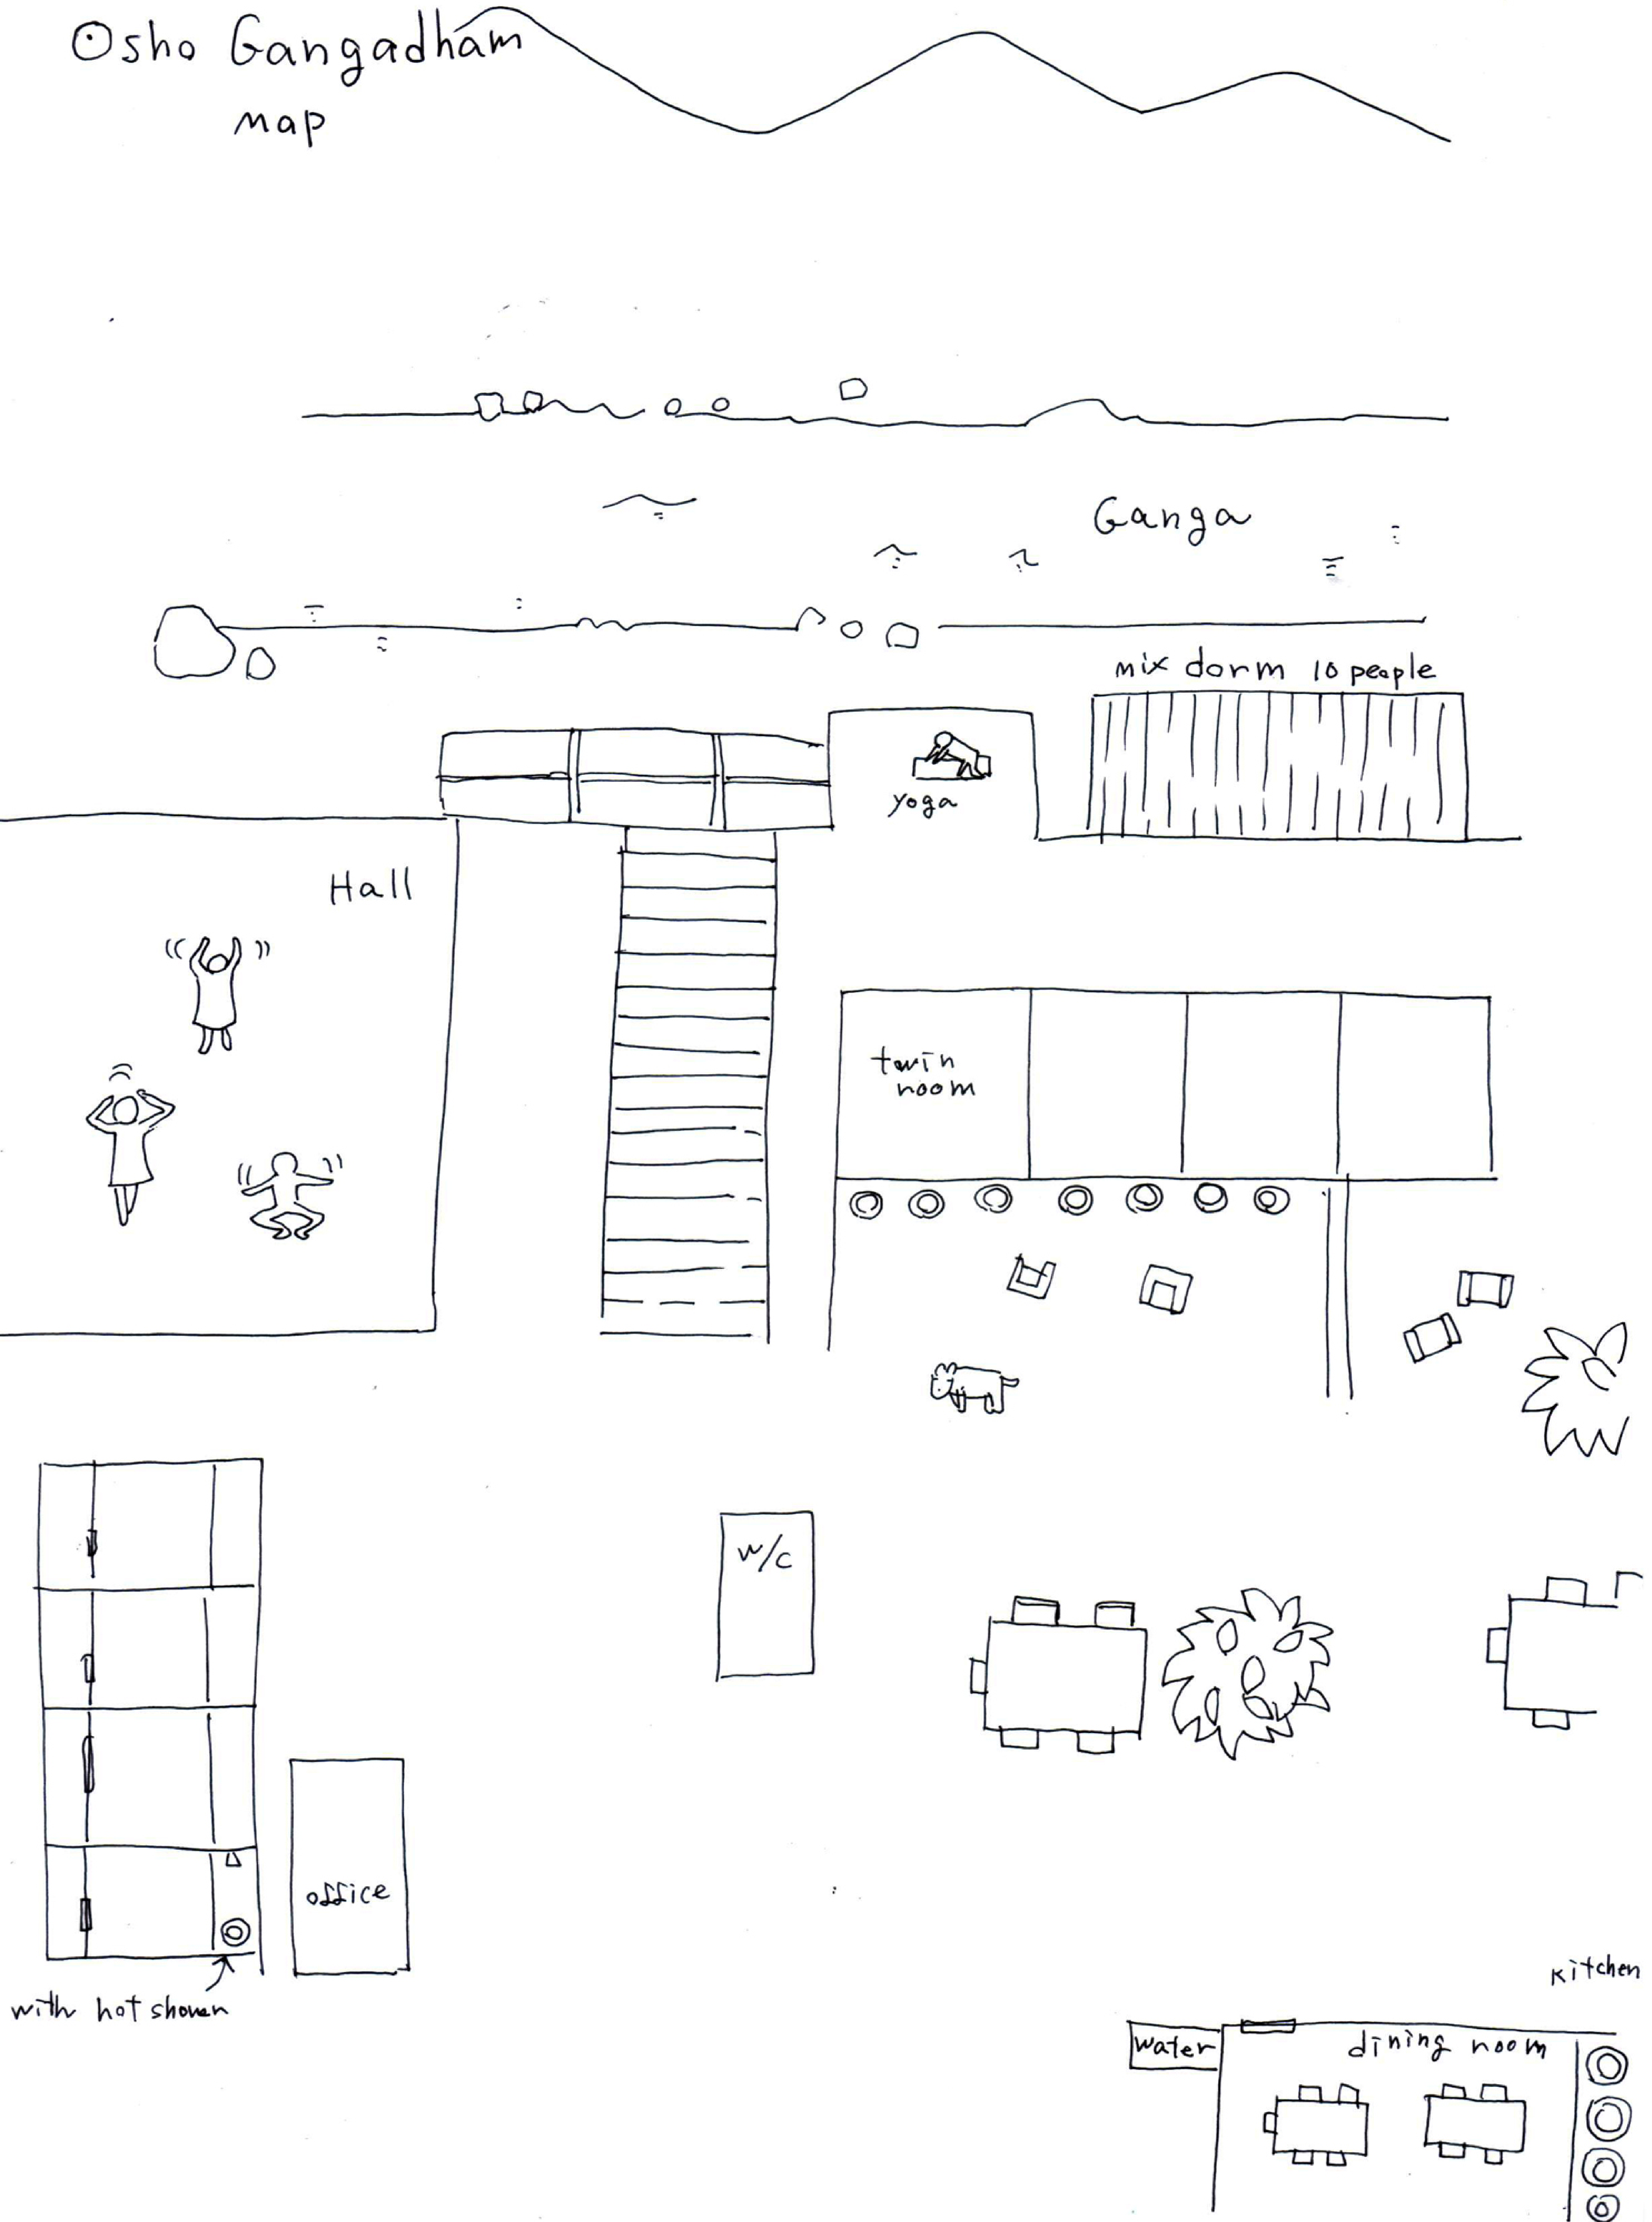 Osho Gangadham
Map
Ganga
mix dorm 10 people
yoga
Hall
twin
room
W/C
office
with hot shower
Kitchen
water
dining room